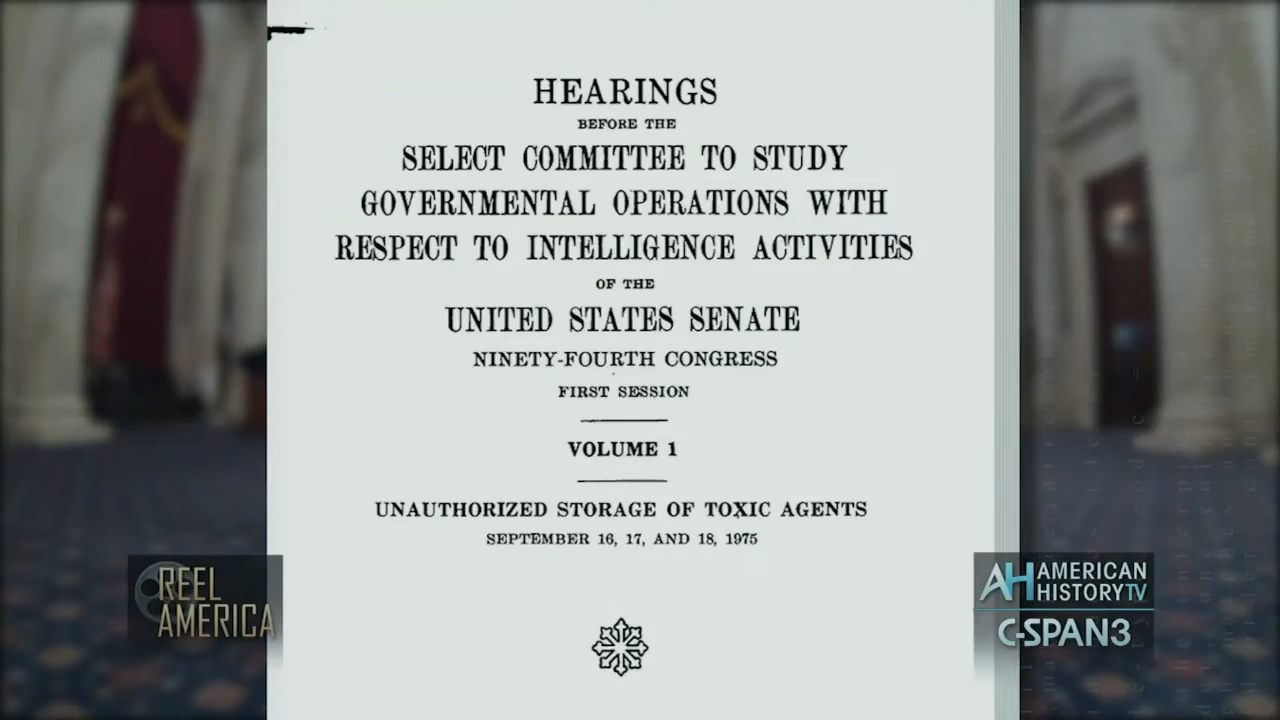 HEARINGS
BEFORE THE
SELECT COMMITTEE TO STUDY
GOVERNMENTAL OPERATIONS WITH
RESPECT TO INTELLIGENCE ACTIVITIES
OF THE
UNITED STATES SENATE
NINETY-FOURTH CONGRESS
FIRST SESSION
VOLUME 1
UNAUTHORIZED STORAGE OF TOXIC AGENTS
SEPTEMBER 16, 17, AND 18, 1975
REEL
AMERICA
AH AMERICAN
HISTORY TV
C-SPAN3